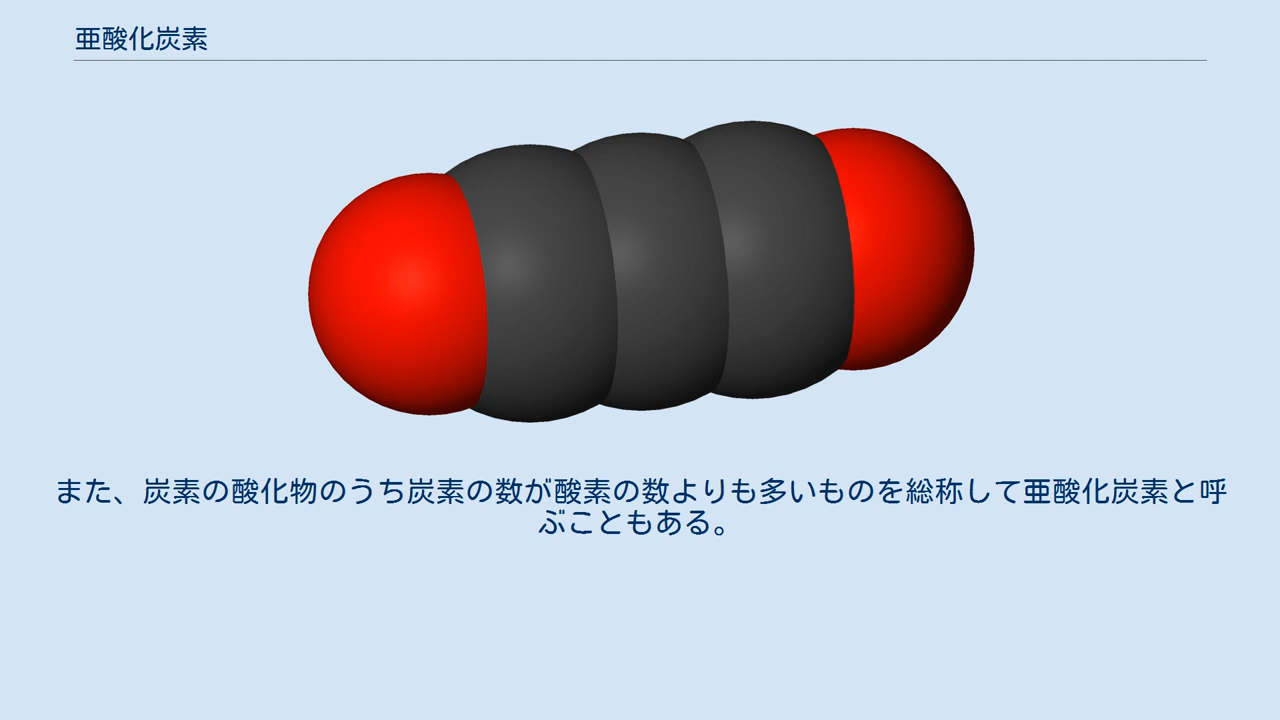 亜酸化炭素
また、炭素の酸化物のうち炭素の数が酸素の数よりも多いものを総称して亜酸化炭素と呼
ぶこともある。